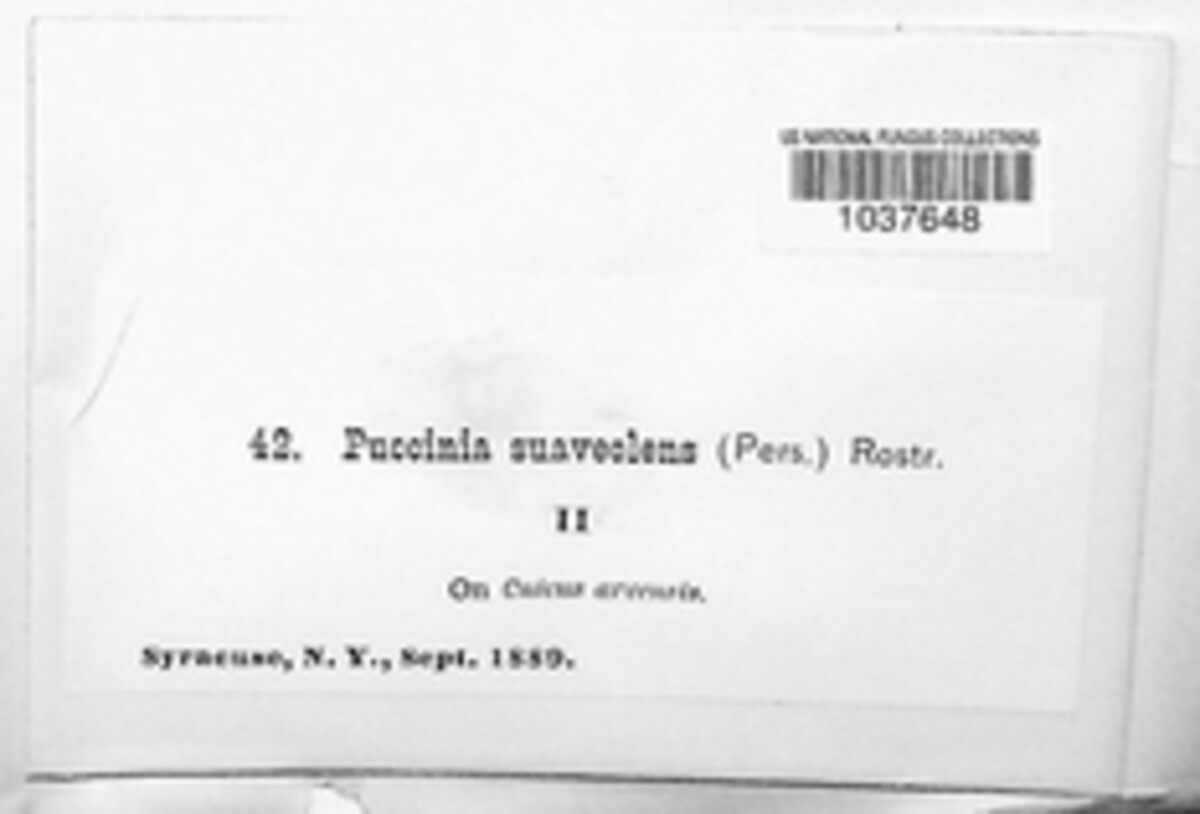 US NATIONAL FUNGUS COLLECTIONS
1037648
42. Puccinia suaveolens (Pers.) Rostr.
II
On Cnicus arvensis.
Syracuse, N. Y., Sept. 1889.